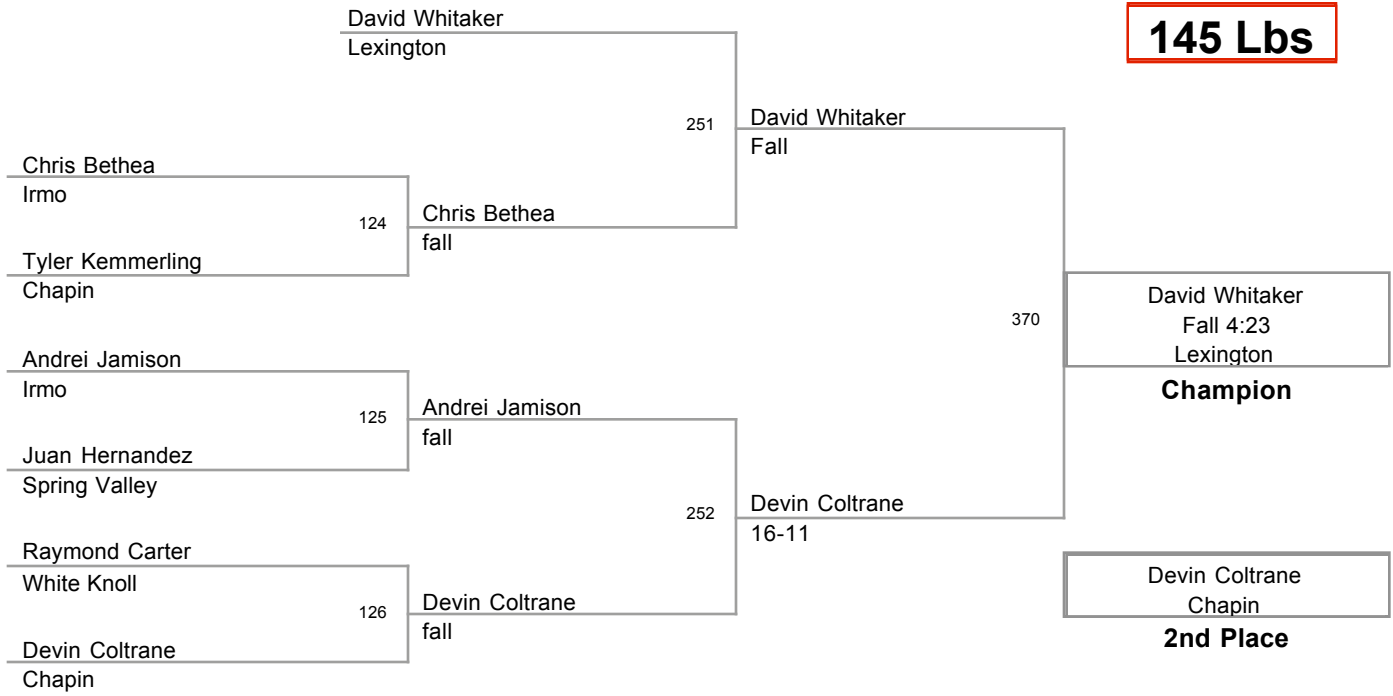 David Whitaker
Lexington
145 Lbs
251
David Whitaker
Fall
Chris Bethea
Irmo
124
Chris Bethea
fall
Tyler Kemmerling
Chapin
370
David Whitaker
Fall 4:23
Lexington
Champion
Andrei Jamison
Irmo
125
Andrei Jamison
fall
Juan Hernandez
Spring Valley
252
Devin Coltrane
16-11
Raymond Carter
White Knoll
126
Devin Coltrane
fall
Devin Coltrane
Chapin
Devin Coltrane
Chapin
2nd Place